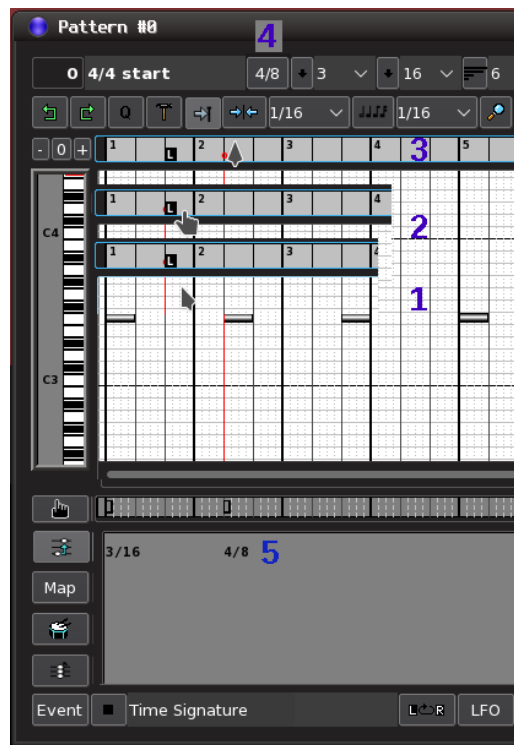 Pattern #0
4
0 4/4 start 4/8 3 16 6
Q T 1/16 1/16
- 0 + 1 L 2 3 4 3 5
1 L 2 3 4
C4 2
1 L 2 3 4
1
C3
3/16 4/8 5
Map
Event Time Signature L R LFO